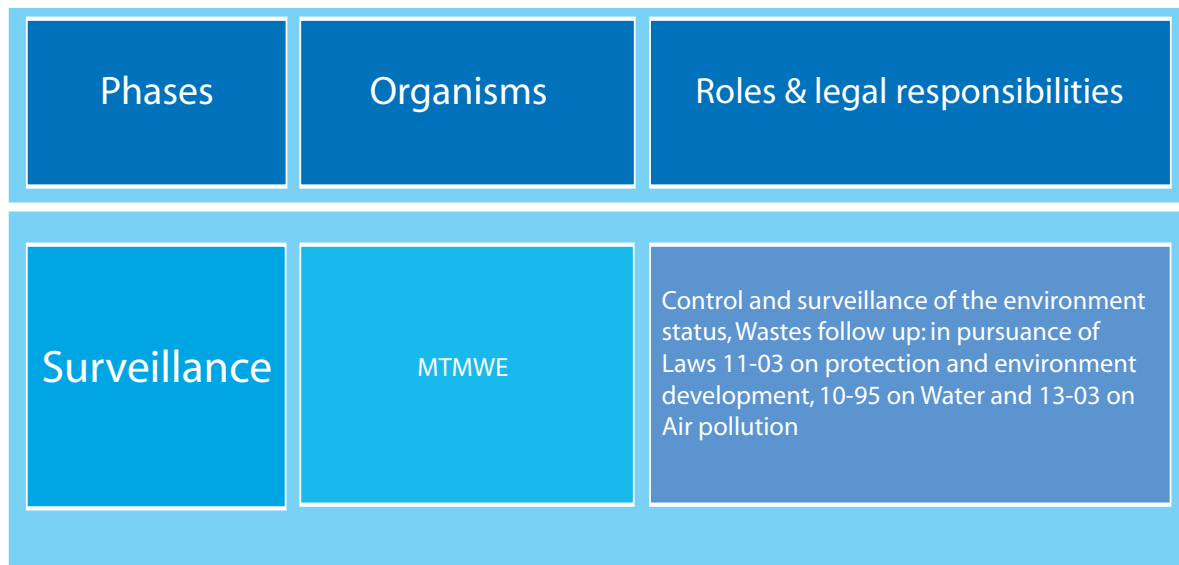 Phases
Organisms
Roles & legal responsibilities
Surveillance
MTMWE
Control and surveillance of the environment
status, Wastes follow up: in pursuance of
Laws 11-03 on protection and environment
development, 10-95 on Water and 13-03 on
Air pollution